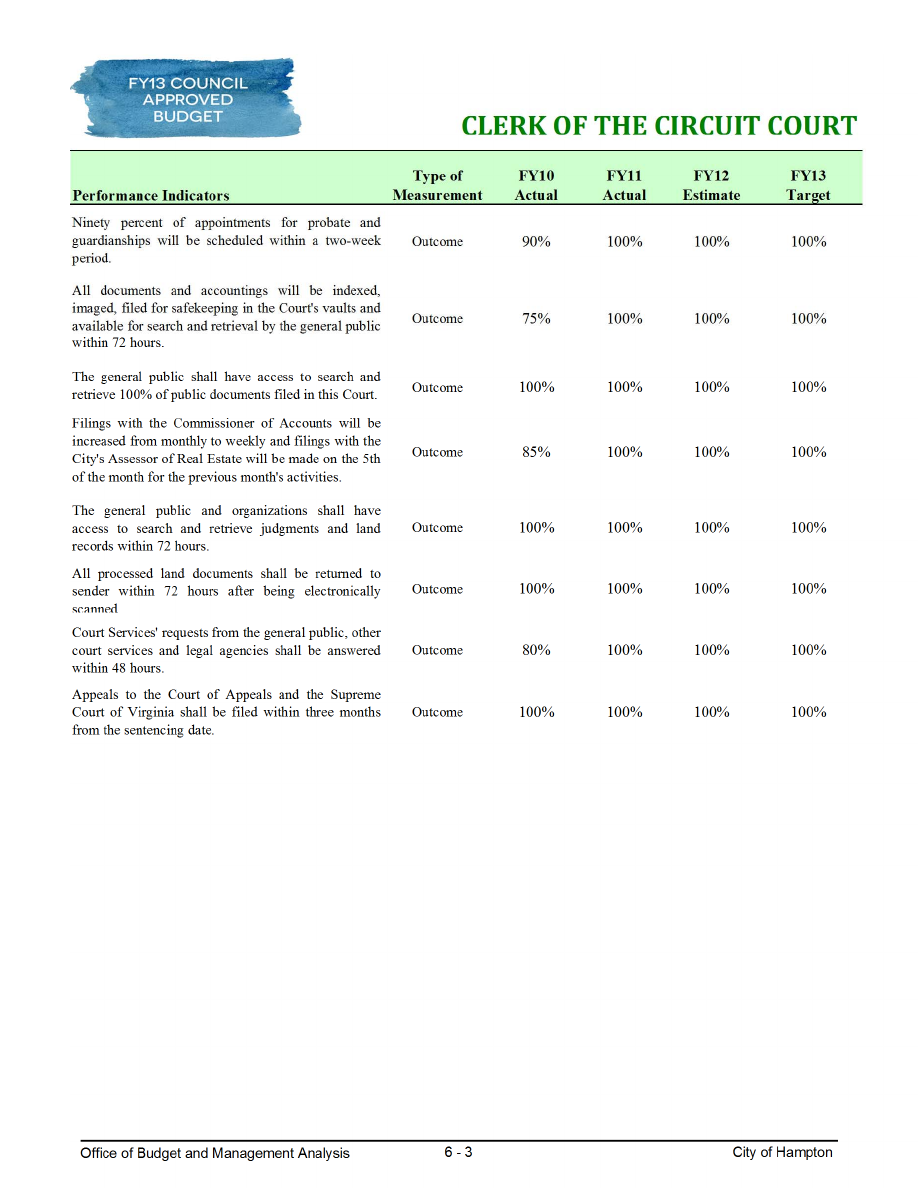 FY13 COUNCIL
APPROVED
BUDGET
CLERK OF THE CIRCUIT COURT
Performance Indicators Type of Measurement FY10 Actual FY11 Actual FY12 Estimate FY13 Target
Ninety percent of appointments for probate and
guardianships will be scheduled within a two-week
period.
Outcome 90% 100% 100% 100%
All documents and accountings will be indexed,
imaged, filed for safekeeping in the Court's vaults and
available for search and retrieval by the general public
within 72 hours.
Outcome 75% 100% 100% 100%
The general public shall have access to search and
retrieve 100% of public documents filed in this Court.
Outcome 100% 100% 100% 100%
Filings with the Commissioner of Accounts will be
increased from monthly to weekly and filings with the
City's Assessor of Real Estate will be made on the 5th
of the month for the previous month's activities.
Outcome 85% 100% 100% 100%
The general public and organizations shall have
access to search and retrieve judgments and land
records within 72 hours.
Outcome 100% 100% 100% 100%
All processed land documents shall be returned to
sender within 72 hours after being electronically
scanned
Outcome 100% 100% 100% 100%
Court Services' requests from the general public, other
court services and legal agencies shall be answered
within 48 hours.
Outcome 80% 100% 100% 100%
Appeals to the Court of Appeals and the Supreme
Court of Virginia shall be filed within three months
from the sentencing date.
Outcome 100% 100% 100% 100%
Office of Budget and Management Analysis 6 - 3 City of Hampton